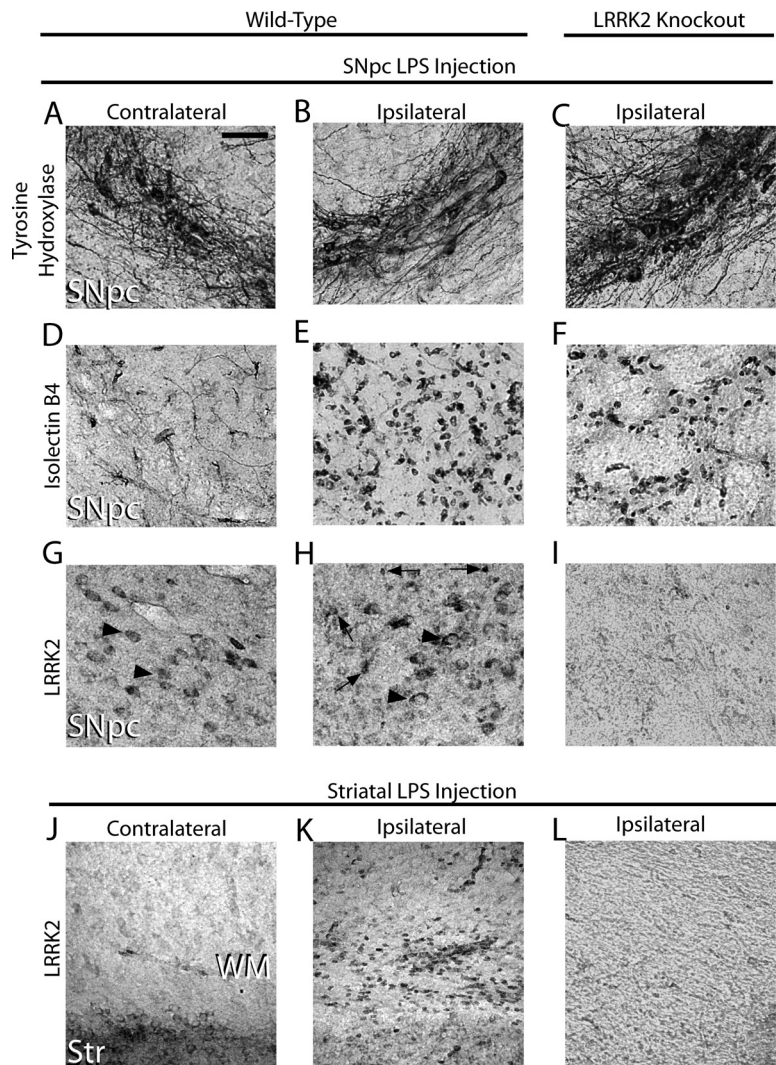 Wild-Type LRRK2 Knockout
SNpc LPS Injection
A Contralateral B Ipsilateral C Ipsilateral
Tyrosine
Hydroxylase
SNpc
D E F
Isolectin B4
SNpc
G H I
LRRK2
SNpc
Striatal LPS Injection
J Contralateral K Ipsilateral L Ipsilateral
LRRK2
WM
Str